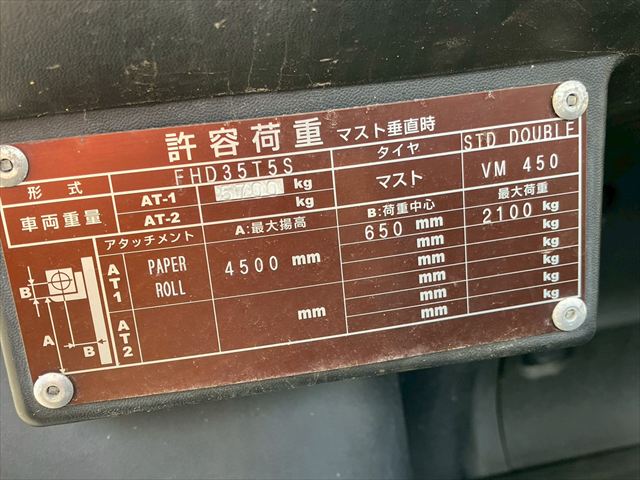 許容荷重 マスト垂直時
形式 FHD35T5S タイヤ STD DOUBLE
車両重量 AT-1 kg マスト VM 450
AT-2 kg
アタッチメント A:最大揚高 B:荷重中心 最大荷重
AT1 PAPER ROLL 4500 mm 650 mm 2100 kg
mm kg
mm kg
AT2 mm mm kg
mm kg
B A B